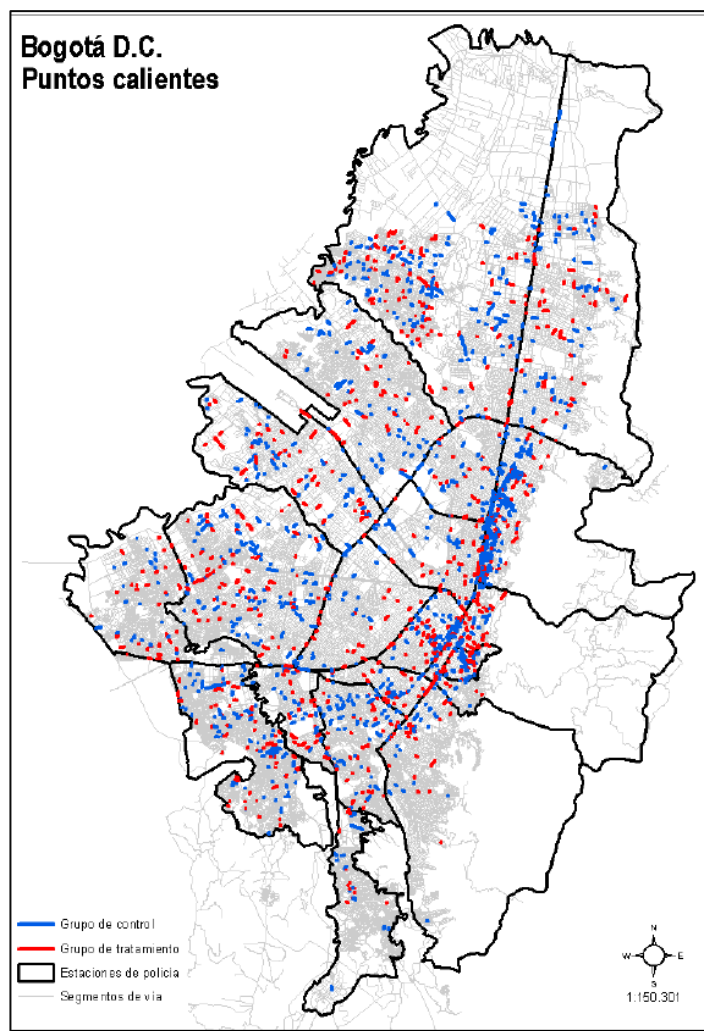 Bogotá D.C.
Puntos calientes
Grupo de control
Grupo de tratamiento
Estaciones de policía
Segmentos de vía
N
W
E
S
1:150.301